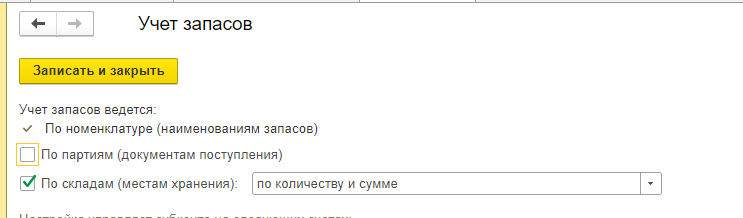 Учет запасов
Записать и закрыть
Учет запасов ведется:
По номенклатуре (наименованиям запасов)
По партиям (документам поступления)
По складам (местам хранения): по количеству и сумме